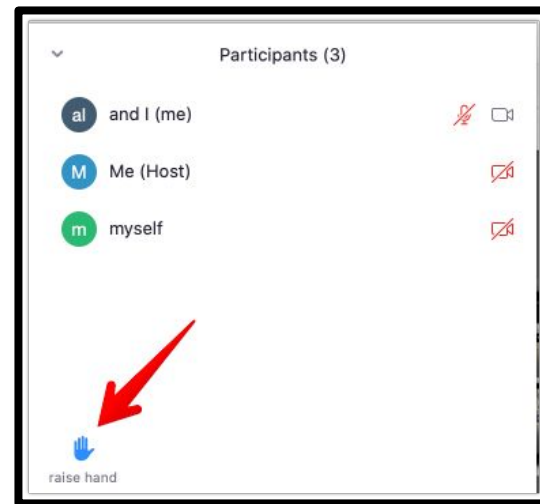 Participants (3)
al and I (me)
M Me (Host)
m myself
raise hand